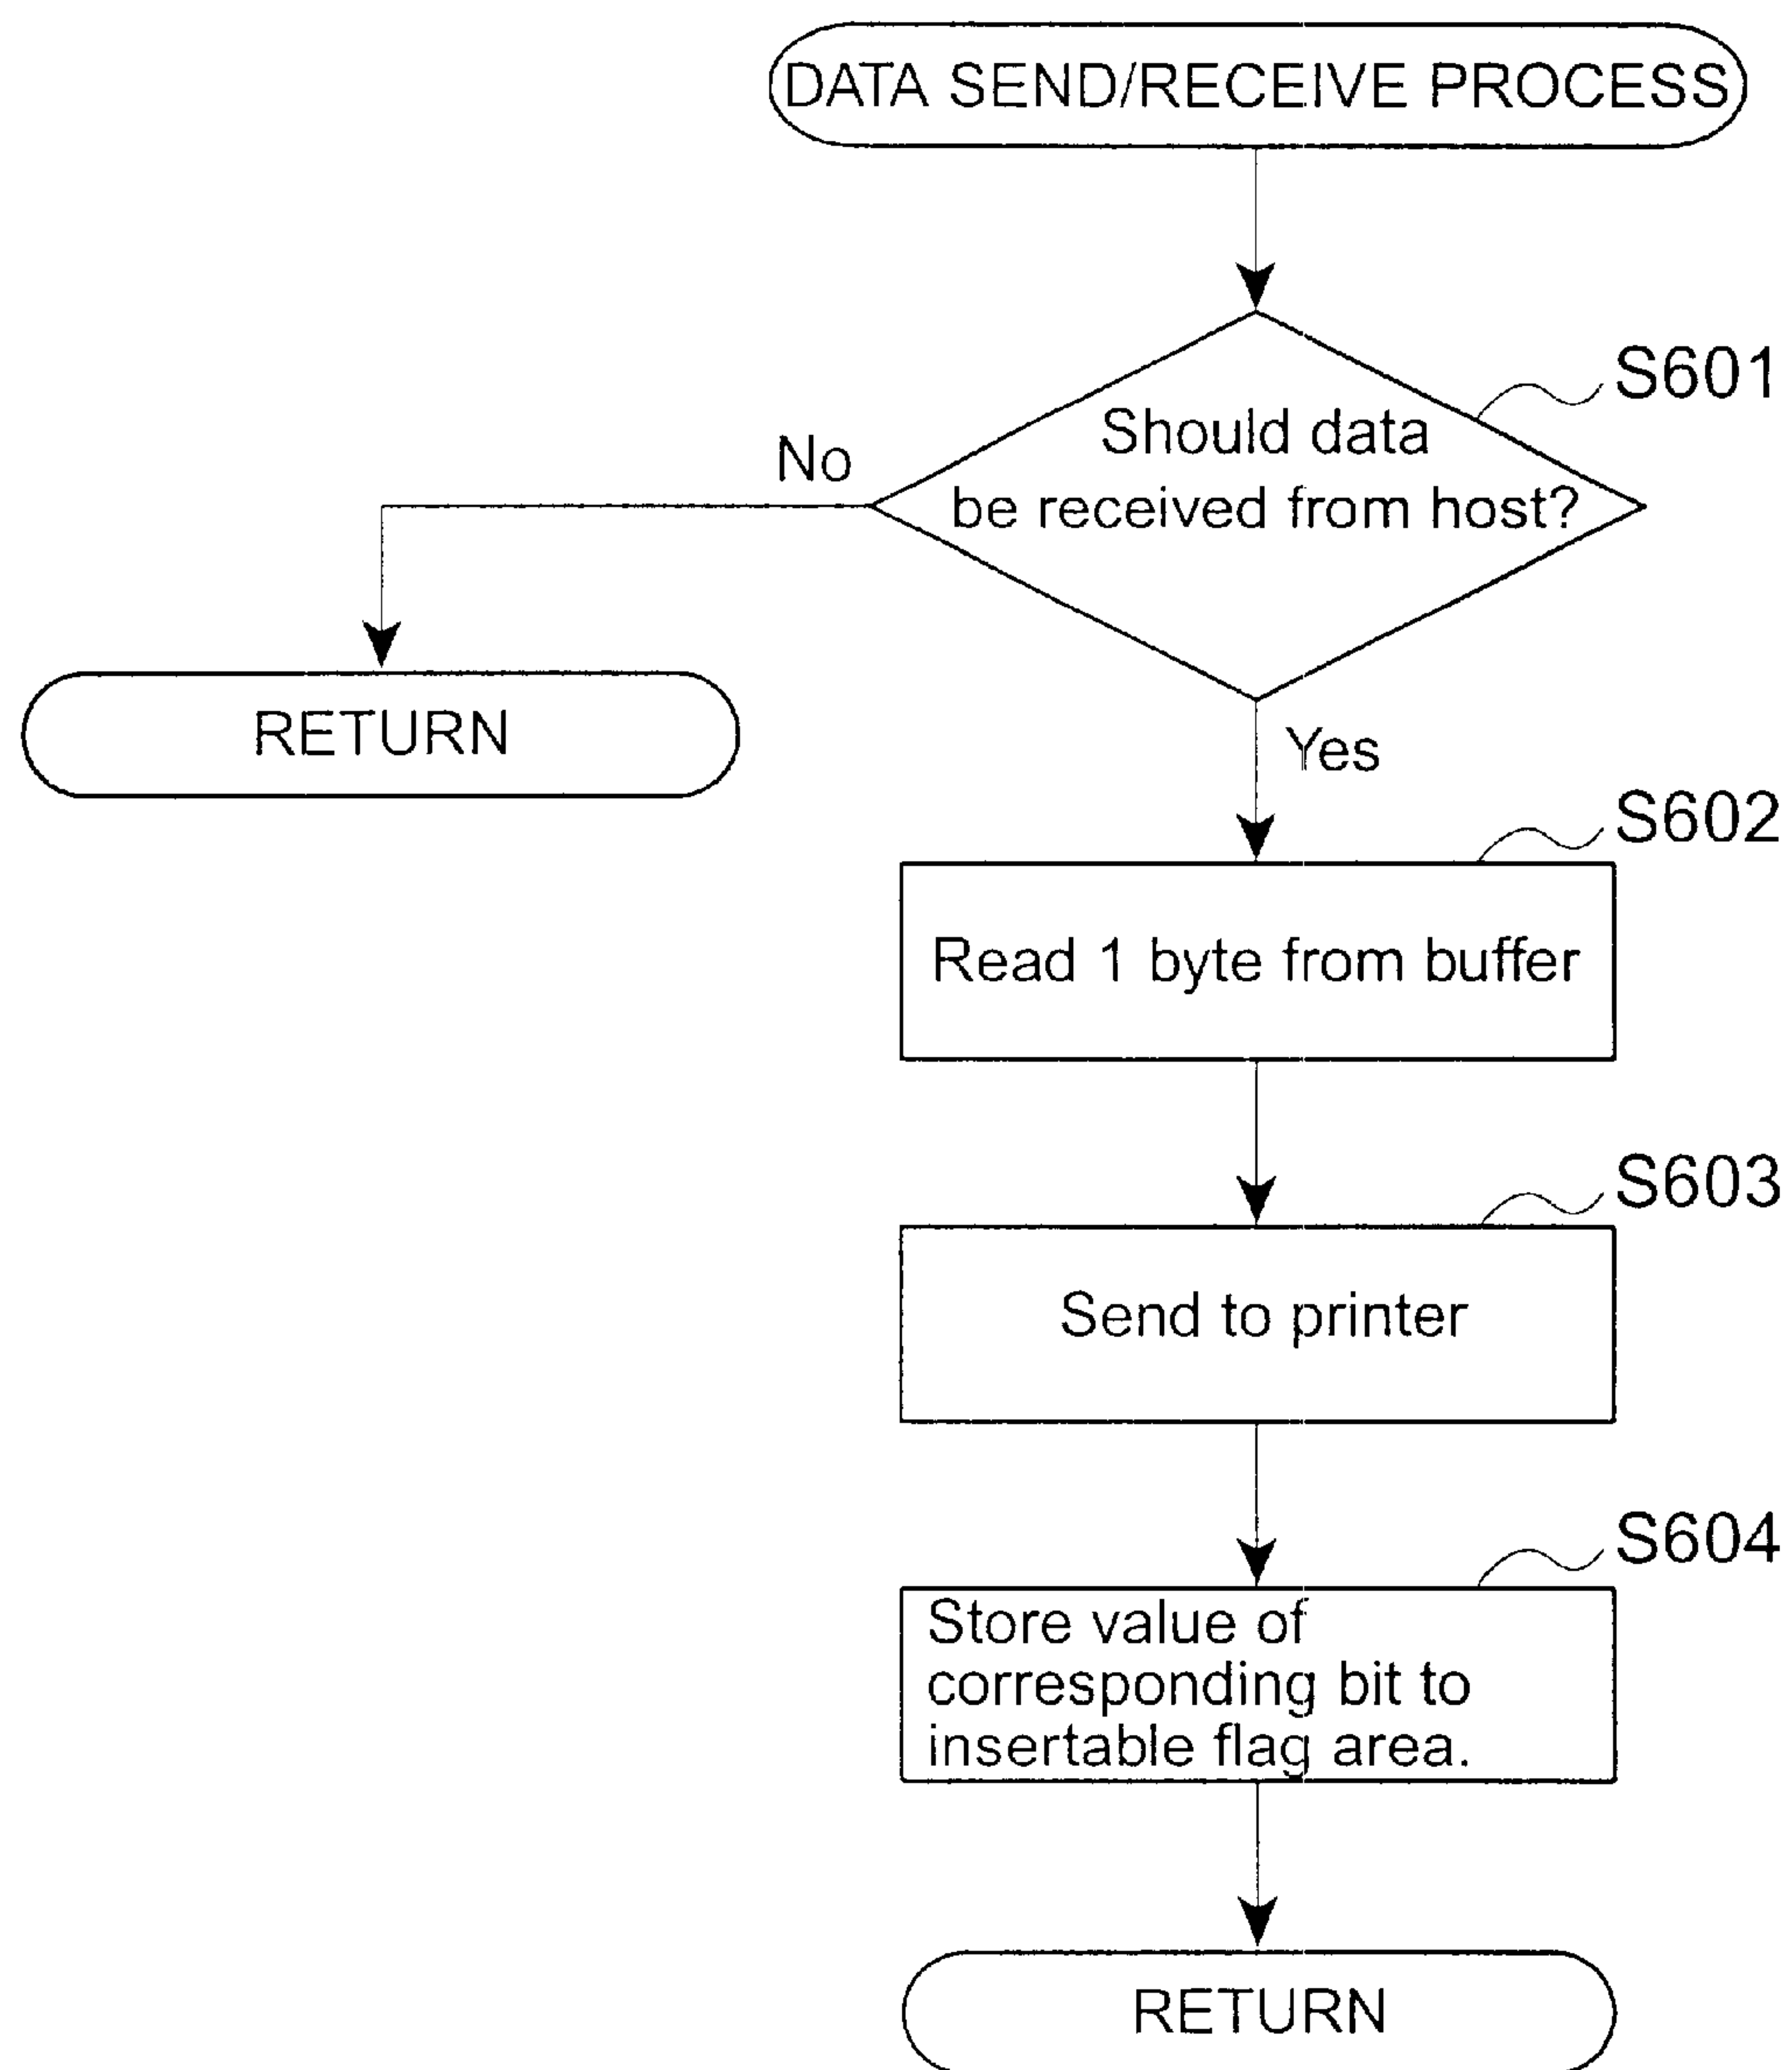 DATA SEND/RECEIVE PROCESS
S601
Should data
be received from host?
No
RETURN
Yes
S602
Read 1 byte from buffer
S603
Send to printer
S604
Store value of
corresponding bit to
insertable flag area.
RETURN